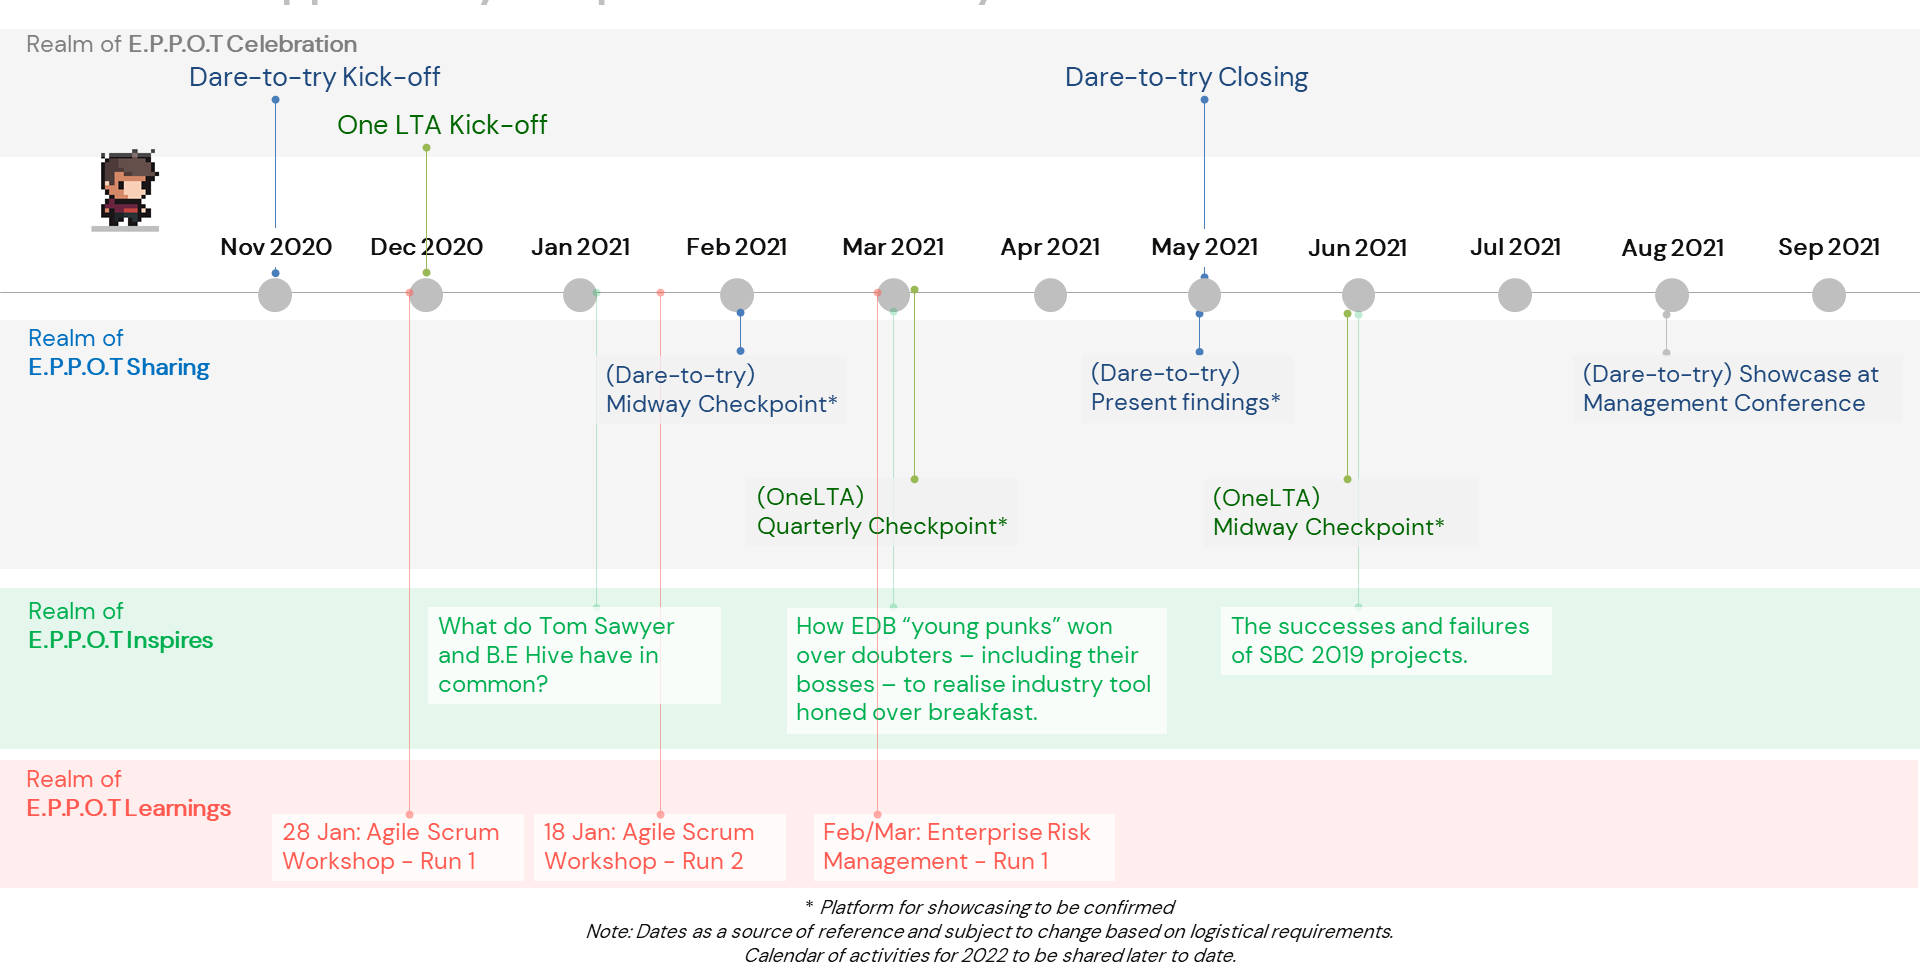 Realm of E.P.P.O.T Celebration
Dare-to-try Kick-off
Dare-to-try Closing
One LTA Kick-off
Nov 2020
Dec 2020
Jan 2021
Feb 2021
Mar 2021
Apr 2021
May 2021
Jun 2021
Jul 2021
Aug 2021
Sep 2021
Realm of
E.P.P.O.T Sharing
(Dare-to-try)
Midway Checkpoint*
(Dare-to-try)
Present findings*
(Dare-to-try) Showcase at
Management Conference
(OneLTA)
Quarterly Checkpoint*
(OneLTA)
Midway Checkpoint*
Realm of
E.P.P.O.T Inspires
What do Tom Sawyer
and B.E Hive have in
common?
How EDB “young punks” won
over doubters – including their
bosses – to realise industry tool
honed over breakfast.
The successes and failures
of SBC 2019 projects.
Realm of
E.P.P.O.T Learnings
28 Jan: Agile Scrum
Workshop - Run 1
18 Jan: Agile Scrum
Workshop - Run 2
Feb/Mar: Enterprise Risk
Management - Run 1
* Platform for showcasing to be confirmed
Note: Dates as a source of reference and subject to change based on logistical requirements.
Calendar of activities for 2022 to be shared later to date.